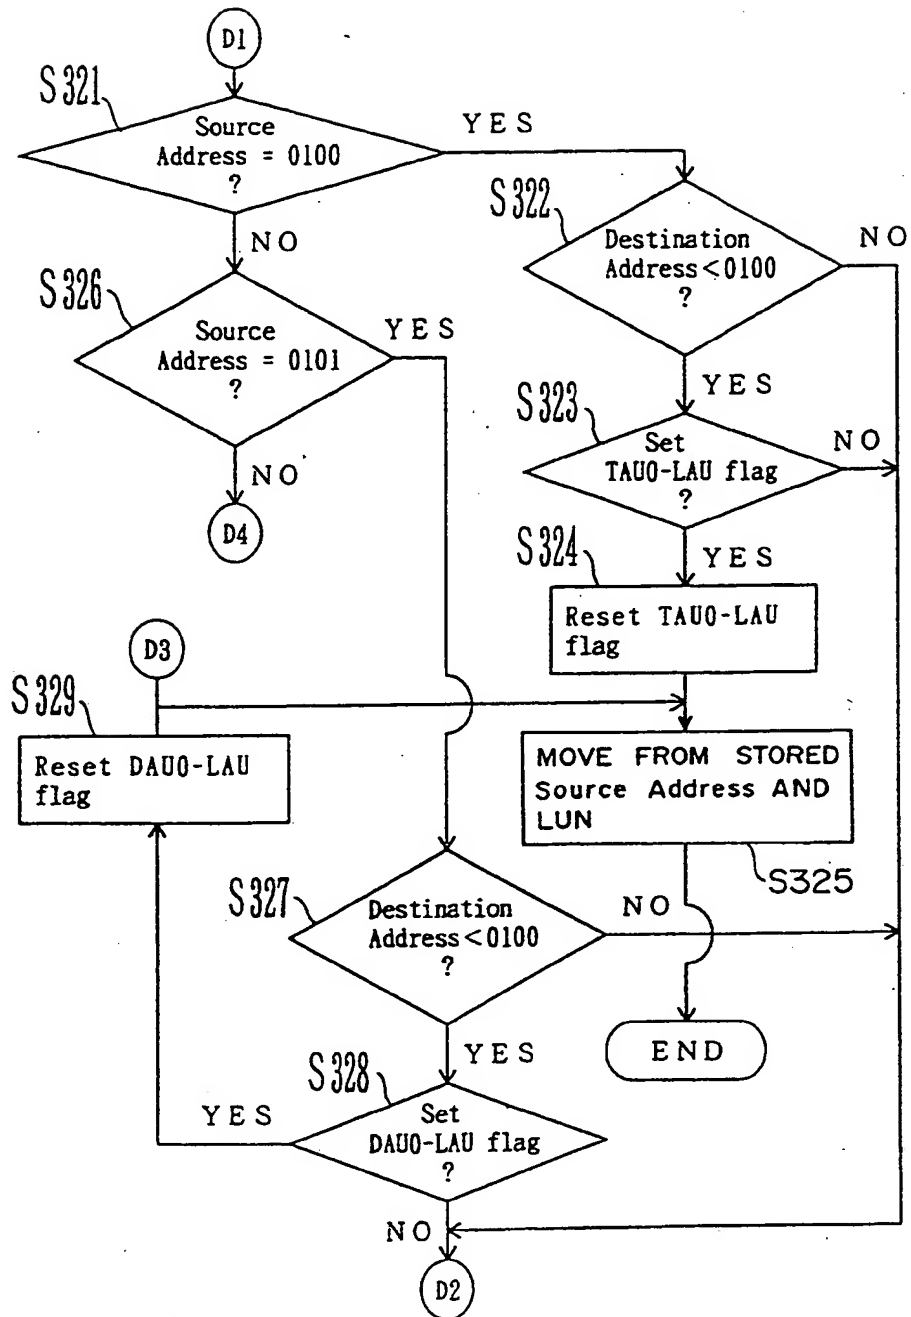 D1
S321
Source
Address = 0100
?
YES
NO
S322
Destination
Address<0100
?
NO
YES
S326
Source
Address = 0101
?
YES
NO
D4
S323
Set
TAU0-LAU flag
?
NO
YES
S324
Reset TAU0-LAU
flag
D3
S329
Reset DAU0-LAU
flag
MOVE FROM STORED
Source Address AND
LUN
S325
S327
Destination
Address<0100
?
NO
YES
END
S328
Set
DAU0-LAU flag
?
YES
NO
D2